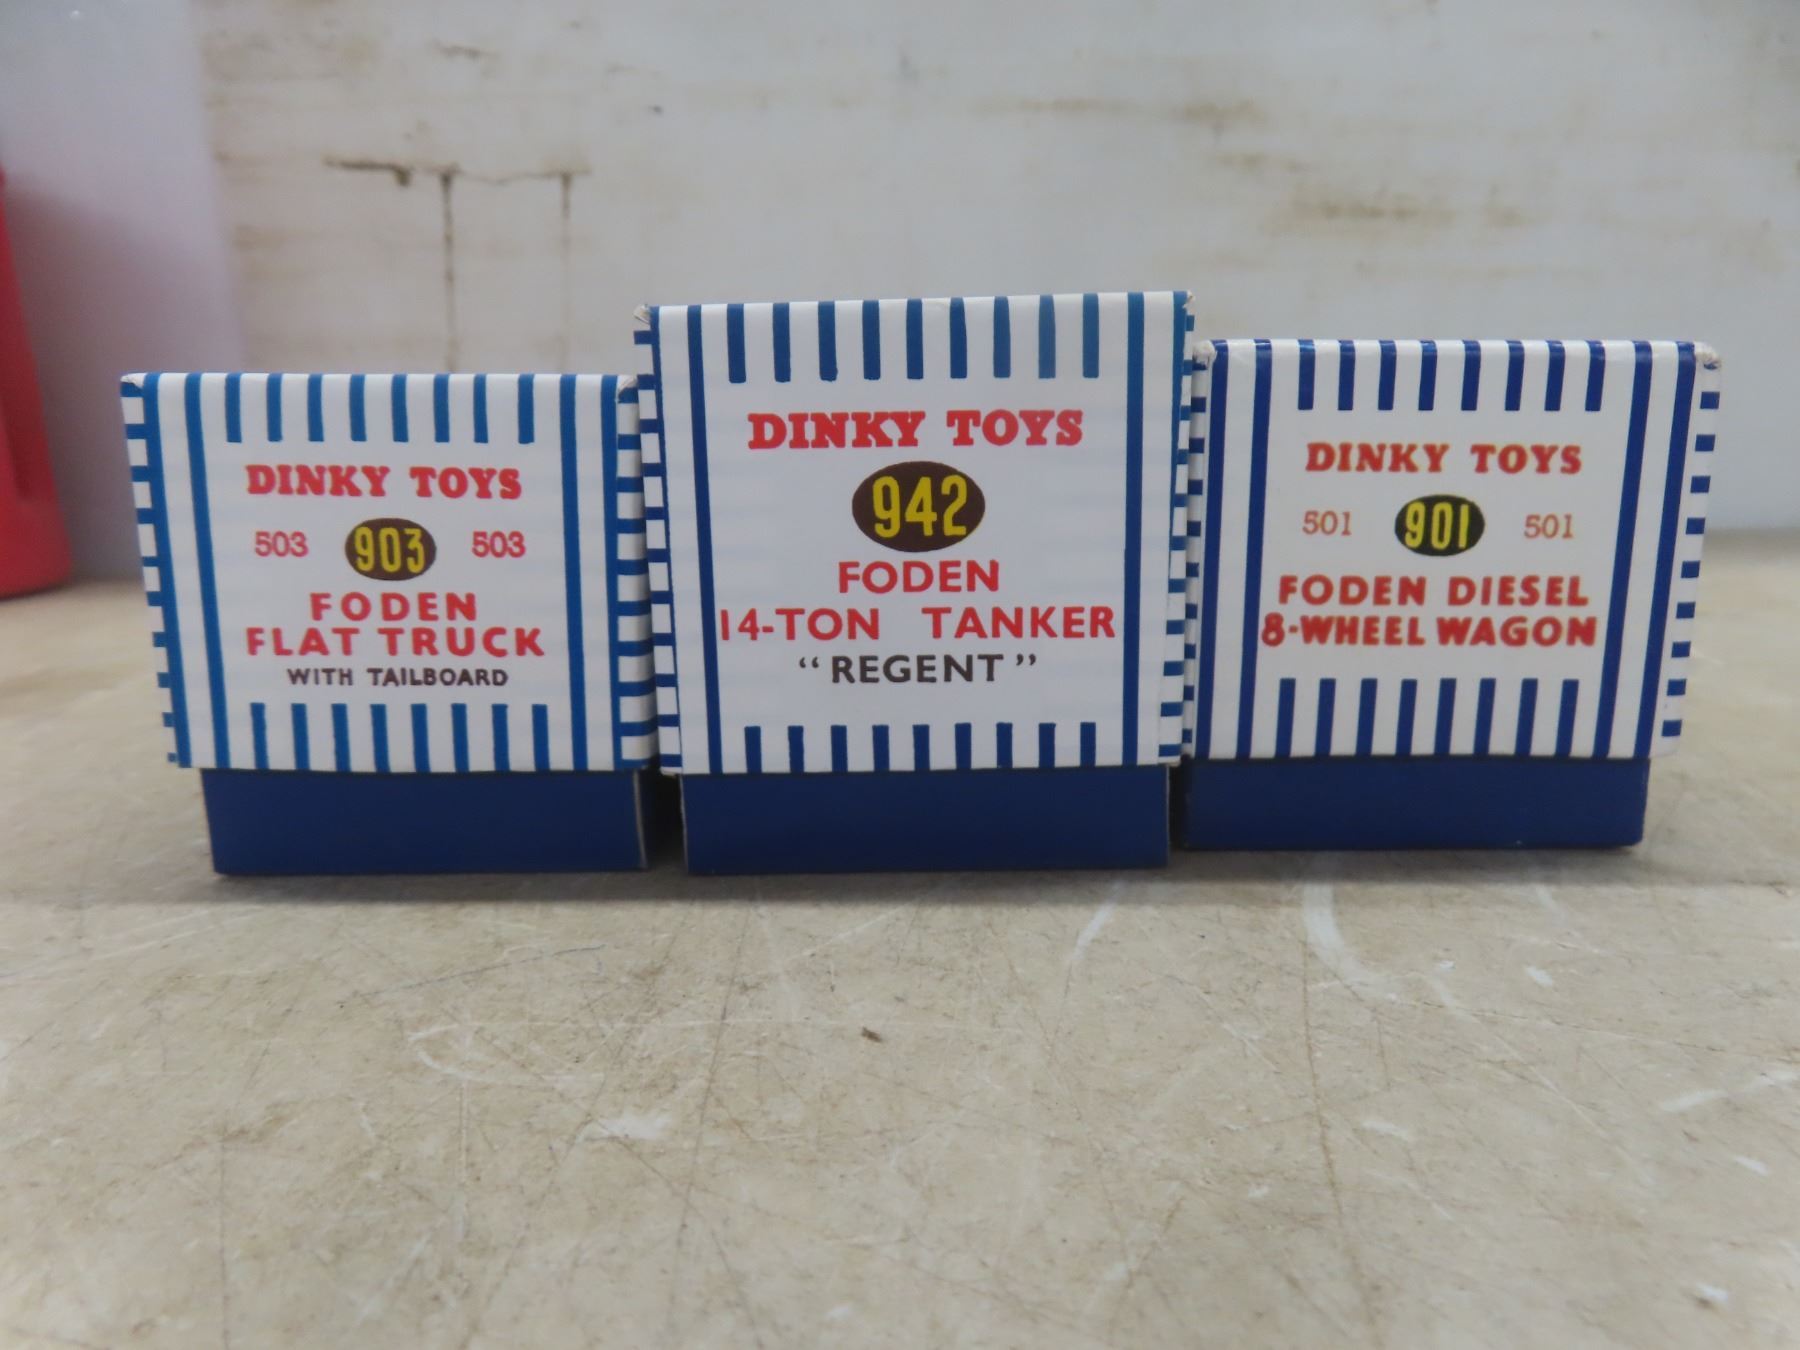 DINKY TOYS
503 903 503
FODEN
FLAT TRUCK
WITH TAILBOARD
DINKY TOYS
942
FODEN
14-TON TANKER
"REGENT"
DINKY TOYS
501 901 501
FODEN DIESEL
8-WHEEL WAGON